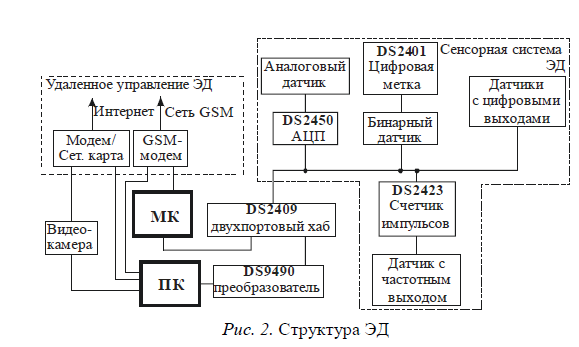 Удаленное управление ЭД
Интернет
Сеть GSM
Модем/
Сет. карта
GSM-
модем
Сенсорная система
ЭД
Аналоговый
датчик
DS2401
Цифровая
метка
Датчики
с цифровыми
выходами
DS2450
АЦП
Бинарный
датчик
МК
DS2409
двухпортовый хаб
DS2423
Счетчик
импульсов
Видео-
камера
ПК
DS9490
преобразователь
Датчик с
частотным
выходом
Рис. 2. Структура ЭД